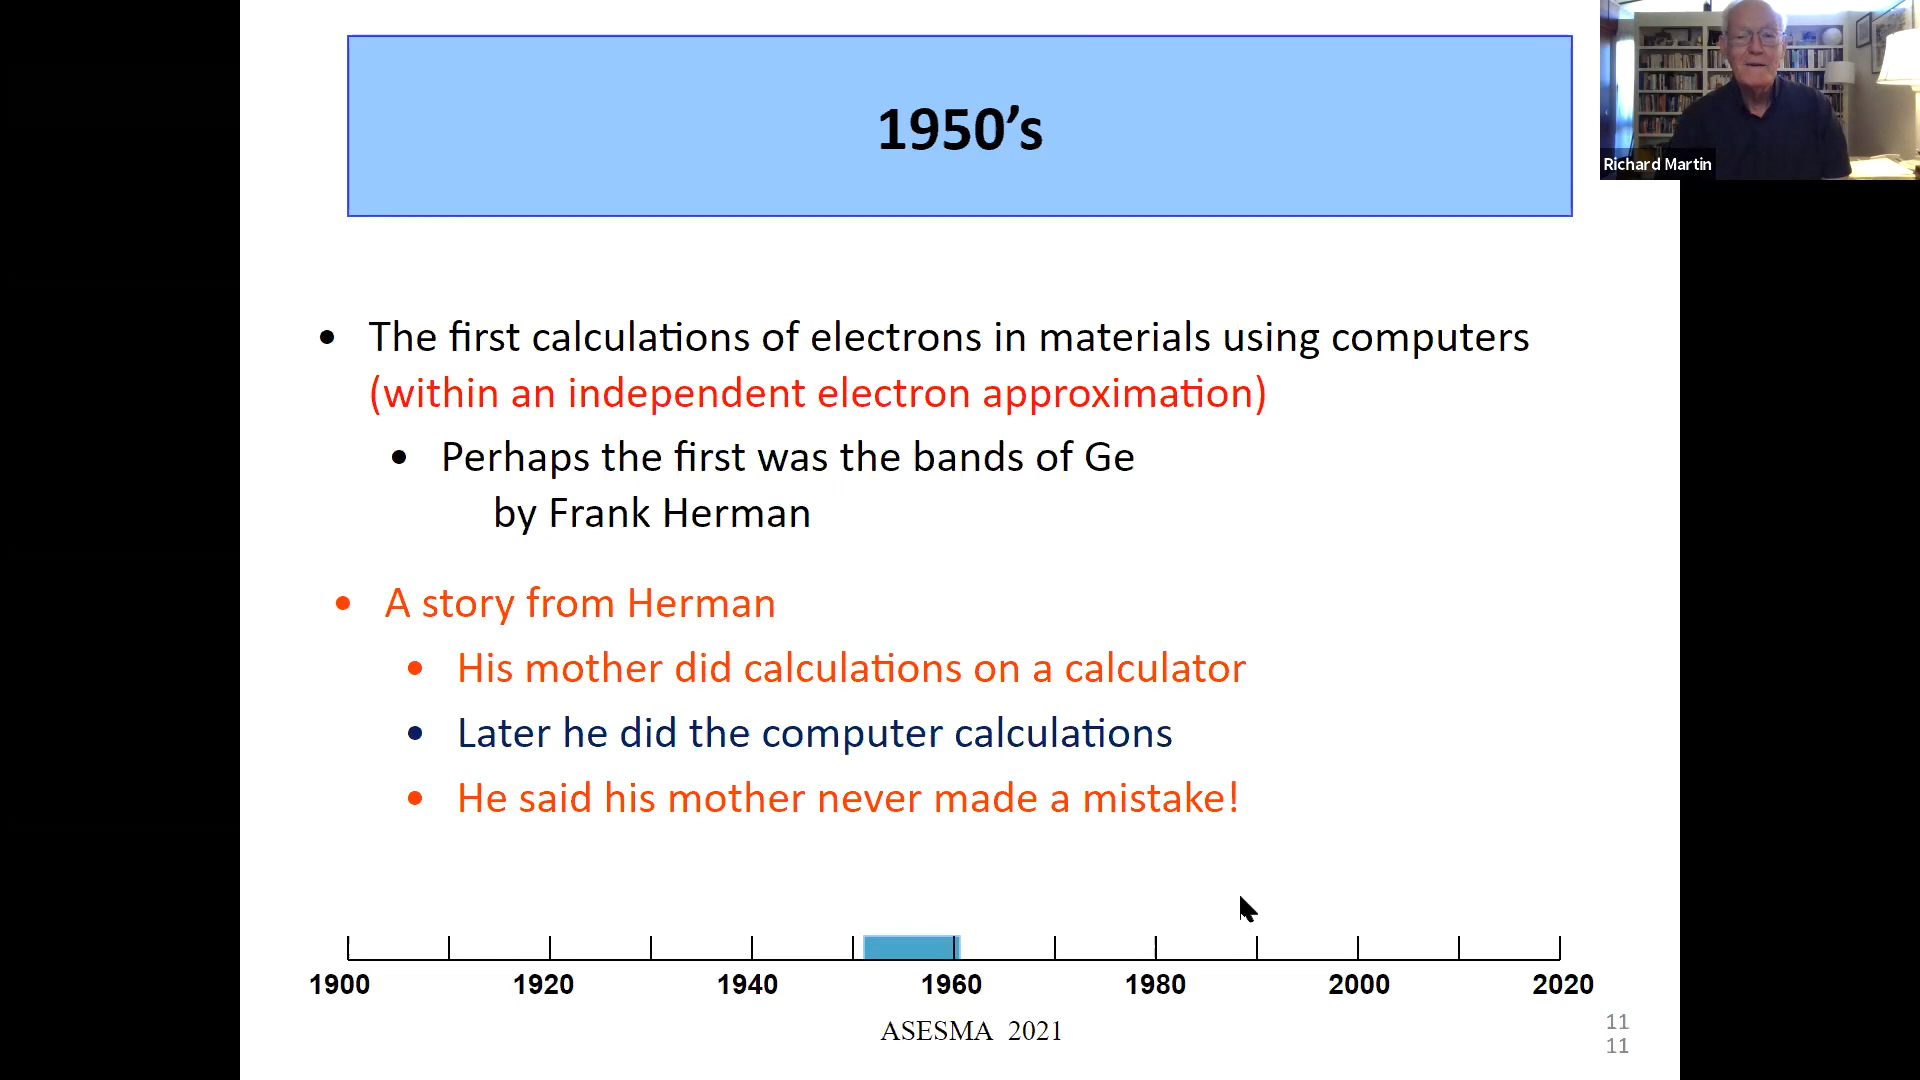 1950’s
Richard Martin
• The first calculations of electrons in materials using computers
(within an independent electron approximation)
• Perhaps the first was the bands of Ge
by Frank Herman
• A story from Herman
• His mother did calculations on a calculator
• Later he did the computer calculations
• He said his mother never made a mistake!
1900 1920 1940 1960 1980 2000 2020
ASESMA 2021
11
11